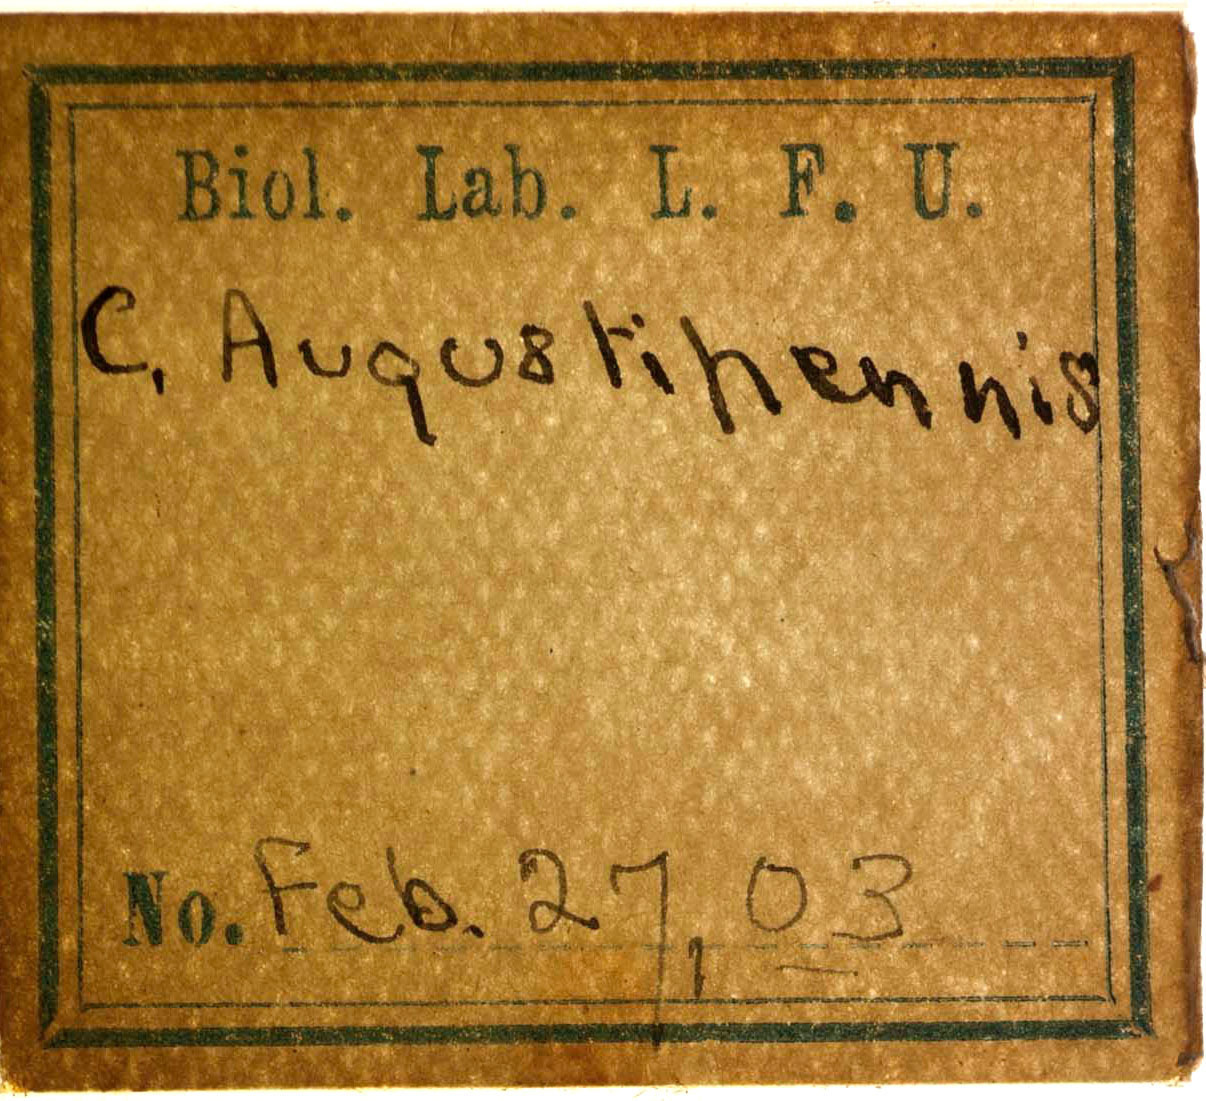 Biol. Lab. L. F. U.
C. Augustipennis
No. Feb. 27, 03